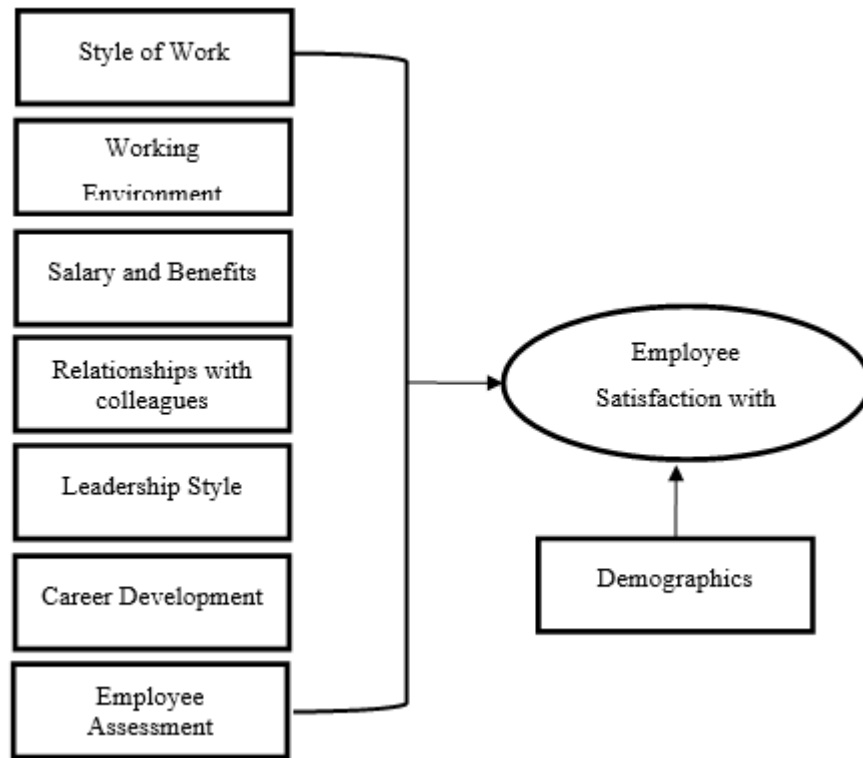 Style of Work
Working
Environment
Salary and Benefits
Relationships with
colleagues
Leadership Style
Career Development
Employee
Assessment
Employee
Satisfaction with
Demographics